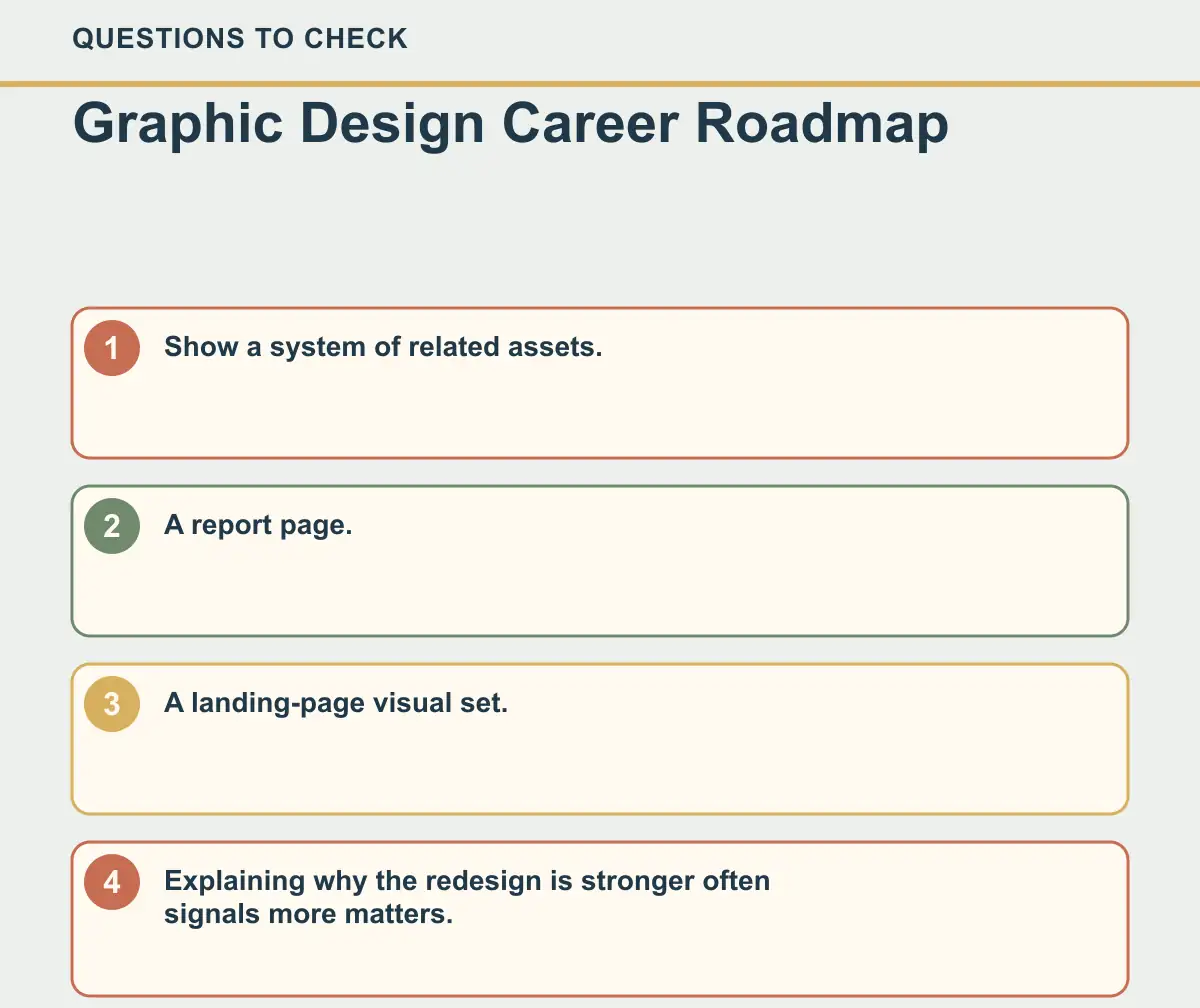 QUESTIONS TO CHECK
Graphic Design Career Roadmap
1 Show a system of related assets.
2 A report page.
3 A landing-page visual set.
4 Explaining why the redesign is stronger often
signals more matters.